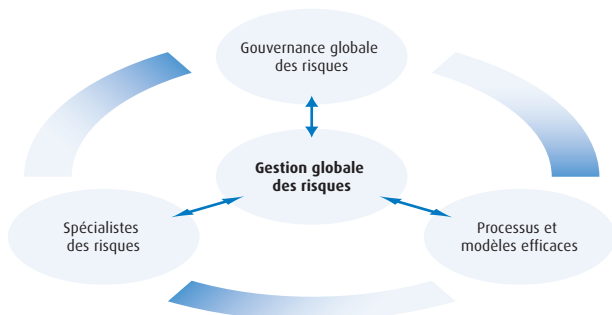 Gouvernance globale
des risques
Gestion globale
des risques
Spécialistes
des risques
Processus et
modèles efficaces